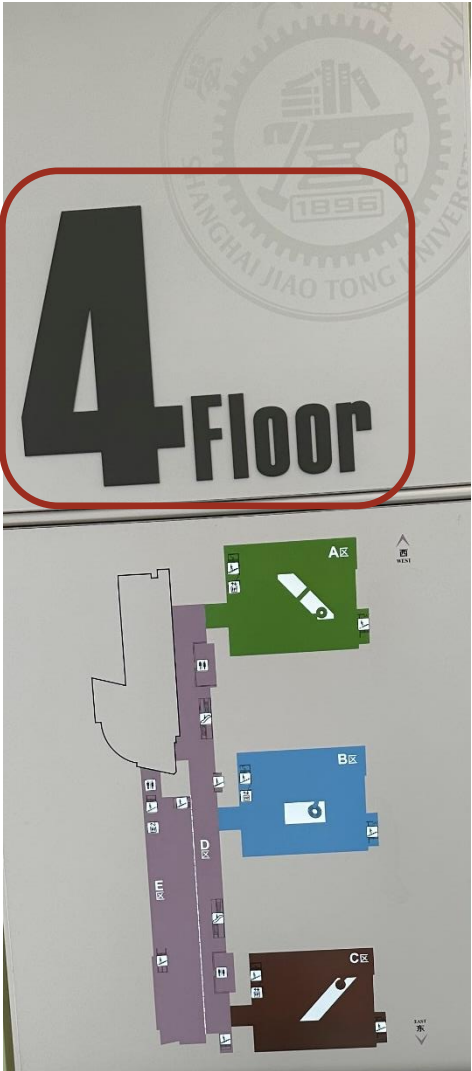 SHANGHAI JIAO TONG UNIVERSI
1896
4 Floor
A区
西
WEST
B区
D区
E区
C区
EAST
东